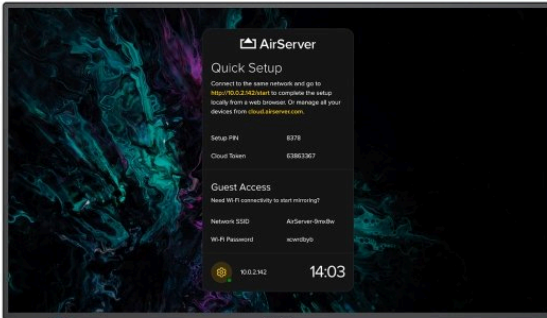 AirServer
Quick Setup
Connect to the same network and go to
http://10.0.2.142/start to complete the setup
locally from a web browser. Or manage all your
devices from cloud.airserver.com.
Setup PIN 8378
Cloud Token 63863367
Guest Access
Need Wi-Fi connectivity to start mirroring?
Network SSID AirServer-9mx8w
Wi-Fi Password xcwrdbyb
10.0.2.142 14:03